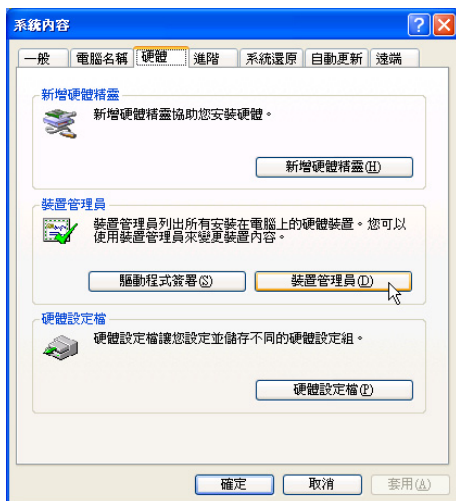 系統內容
一般 電腦名稱 硬體 進階 系統還原 自動更新 遠端
新增硬體精靈
新增硬體精靈協助您安裝硬體。
新增硬體精靈(H)
裝置管理員
裝置管理員列出所有安裝在電腦上的硬體裝置。您可以
使用裝置管理員來變更裝置內容。
驅動程式簽署(S) 裝置管理員(D)
硬體設定檔
硬體設定檔讓您設定並儲存不同的硬體設定組。
硬體設定檔(P)
確定 取消 套用(A)